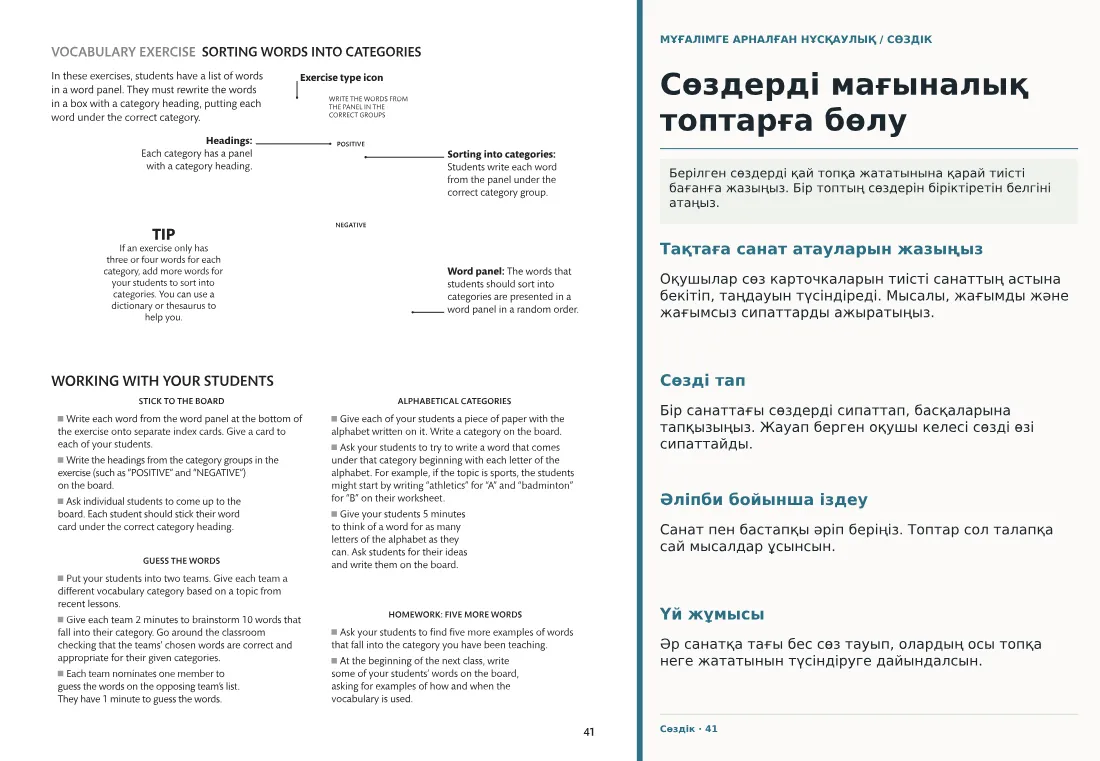 VOCABULARY EXERCISE SORTING WORDS INTO CATEGORIES
In these exercises, students have a list of words
in a word panel. They must rewrite the words
in a box with a category heading, putting each
word under the correct category.
Exercise type icon
WRITE THE WORDS FROM
THE PANEL IN THE
CORRECT GROUPS
Headings:
Each category has a panel
with a category heading.
POSITIVE
Sorting into categories:
Students write each word
from the panel under the
correct category group.
NEGATIVE
TIP
If an exercise only has
three or four words for each
category, add more words for
your students to sort into
categories. You can use a
dictionary or thesaurus to
help you.
Word panel: The words that
students should sort into
categories are presented in a
word panel in a random order.
WORKING WITH YOUR STUDENTS
STICK TO THE BOARD
■ Write each word from the word panel at the bottom of
the exercise onto separate index cards. Give a card to
each of your students.
■ Write the headings from the category groups in the
exercise (such as “POSITIVE” and “NEGATIVE”)
on the board.
■ Ask individual students to come up to the
board. Each student should stick their word
card under the correct category heading.
GUESS THE WORDS
■ Put your students into two teams. Give each team a
different vocabulary category based on a topic from
recent lessons.
■ Give each team 2 minutes to brainstorm 10 words that
fall into their category. Go around the classroom
checking that the teams’ chosen words are correct and
appropriate for their given categories.
■ Each team nominates one member to
guess the words on the opposing team’s list.
They have 1 minute to guess the words.
ALPHABETICAL CATEGORIES
■ Give each of your students a piece of paper with the
alphabet written on it. Write a category on the board.
■ Ask your students to try to write a word that comes
under that category beginning with each letter of the
alphabet. For example, if the topic is sports, the students
might start by writing “athletics” for “A” and “badminton”
for “B” on their worksheet.
■ Give your students 5 minutes
to think of a word for as many
letters of the alphabet as they
can. Ask students for their ideas
and write them on the board.
HOMEWORK: FIVE MORE WORDS
■ Ask your students to find five more examples of words
that fall into the category you have been teaching.
■ At the beginning of the next class, write
some of your students’ words on the board,
asking for examples of how and when the
vocabulary is used.
41
МҰҒАЛІМГЕ АРНАЛҒАН НҰСҚАУЛЫҚ / СӨЗДІК
Сөздерді мағыналық
топтарға бөлу
Берілген сөздерді қай топқа жататынына қарай тиісті
бағанға жазыңыз. Бір топтың сөздерін біріктіретін белгіні
атаңыз.
Тақтаға санат атауларын жазыңыз
Оқушылар сөз карточкаларын тиісті санаттың астына
бекітіп, таңдауын түсіндіреді. Мысалы, жағымды және
жағымсыз сипаттарды ажыратыңыз.
Сөзді тап
Бір санаттағы сөздерді сипаттап, басқаларына
тапқызыңыз. Жауап берген оқушы келесі сөзді өзі
сипаттайды.
Әліпби бойынша іздеу
Санат пен бастапқы әріп беріңіз. Топтар сол талапқа
сай мысалдар ұсынсын.
Үй жұмысы
Әр санатқа тағы бес сөз тауып, олардың осы топқа
неге жататынын түсіндіруге дайындалсын.
Сөздік · 41